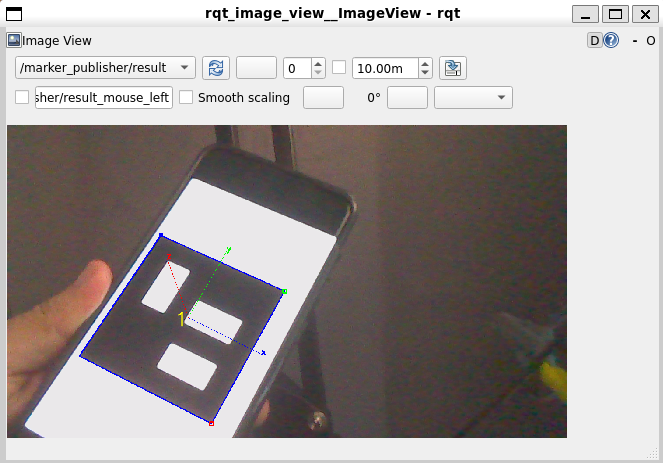 rqt_image_view__ImageView - rqt
Image View
D
?
-
O
/marker_publisher/result
0
10.00m
sher/result_mouse_left
Smooth scaling
0°
y
1
x